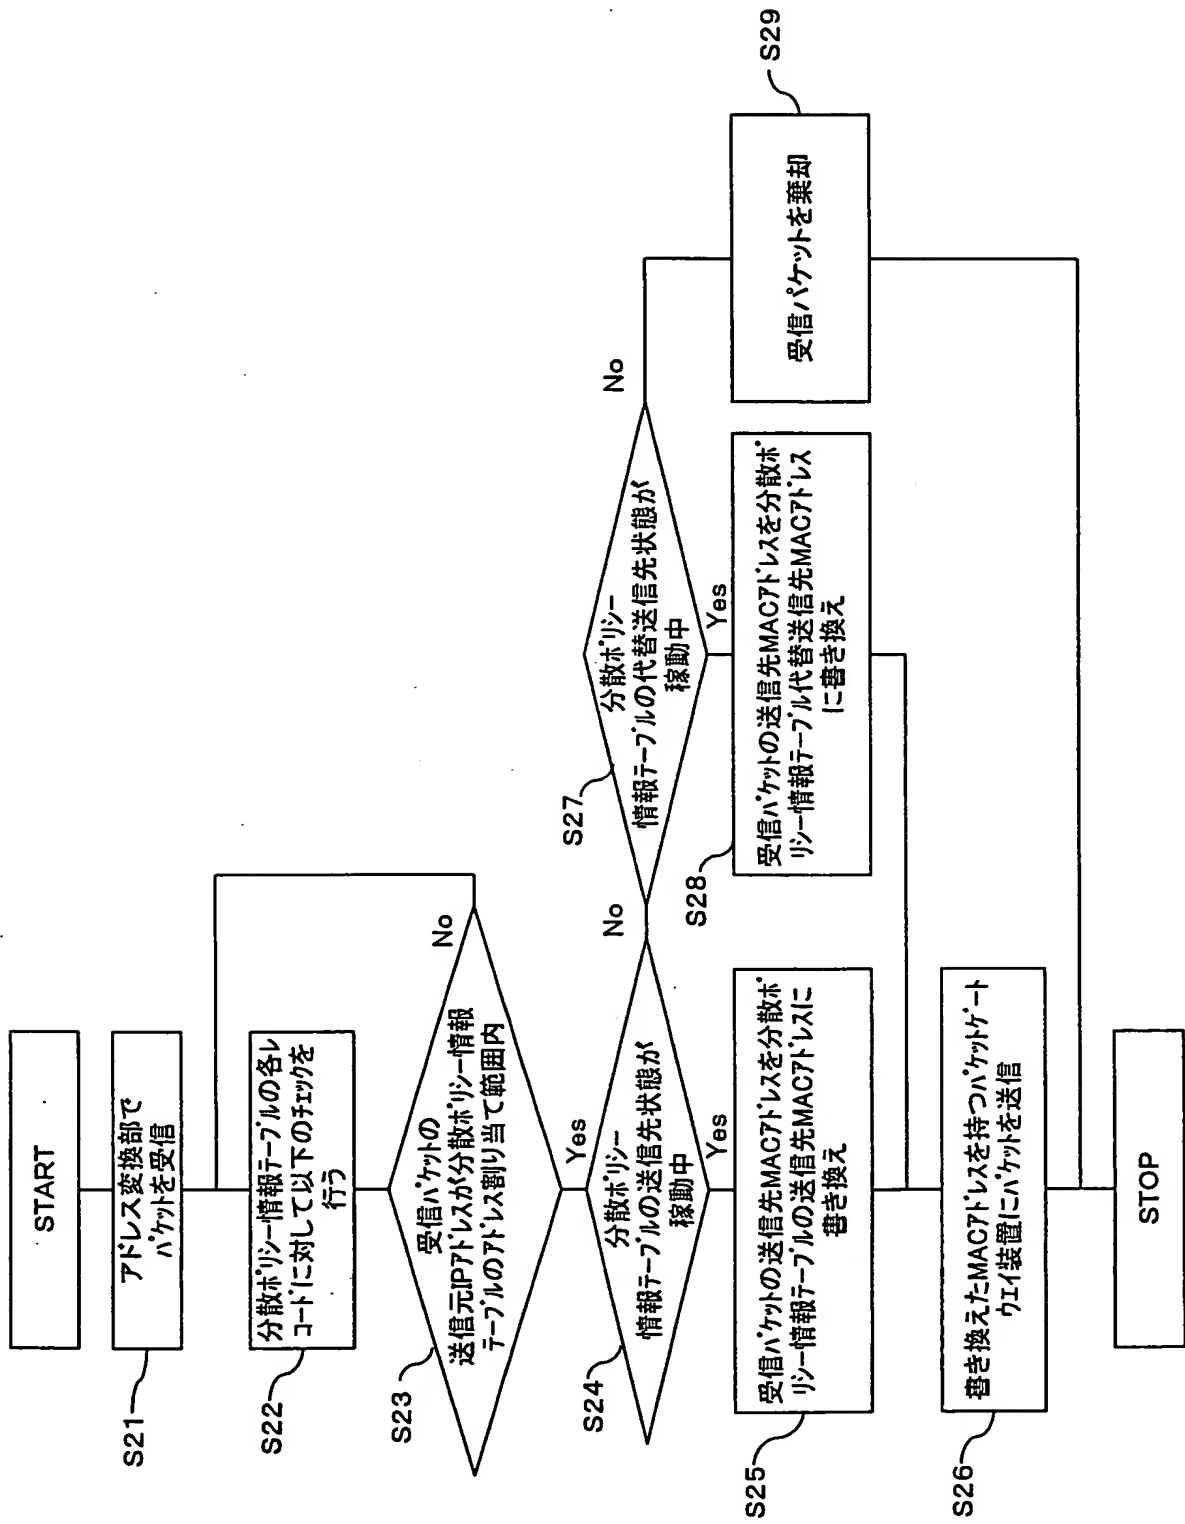 START
S21
アドレス変換部で
パケットを受信
S22
分散ポリシー情報テーブルの各レ
コードに対して以下のチェックを
行う
S23
受信パケットの
送信元IPアドレスが分散ポリシー情報
テーブルのアドレス割り当て範囲内
No
Yes
S24
分散ポリシー
情報テーブルの送信先状態が
稼動中
No
Yes
S27
分散ポリシー
情報テーブルの代替送信先状態が
稼動中
No
Yes
S25
受信パケットの送信先MACアドレスを分散ポ
リシー情報テーブルの送信先MACアドレスに
書き換え
S28
受信パケットの送信先MACアドレスを分散ポ
リシー情報テーブル代替送信先MACアドレス
に書き換え
S29
受信パケットを棄却
S26
書き換えたMACアドレスを持つパケットゲート
ウエイ装置にパケットを送信
STOP